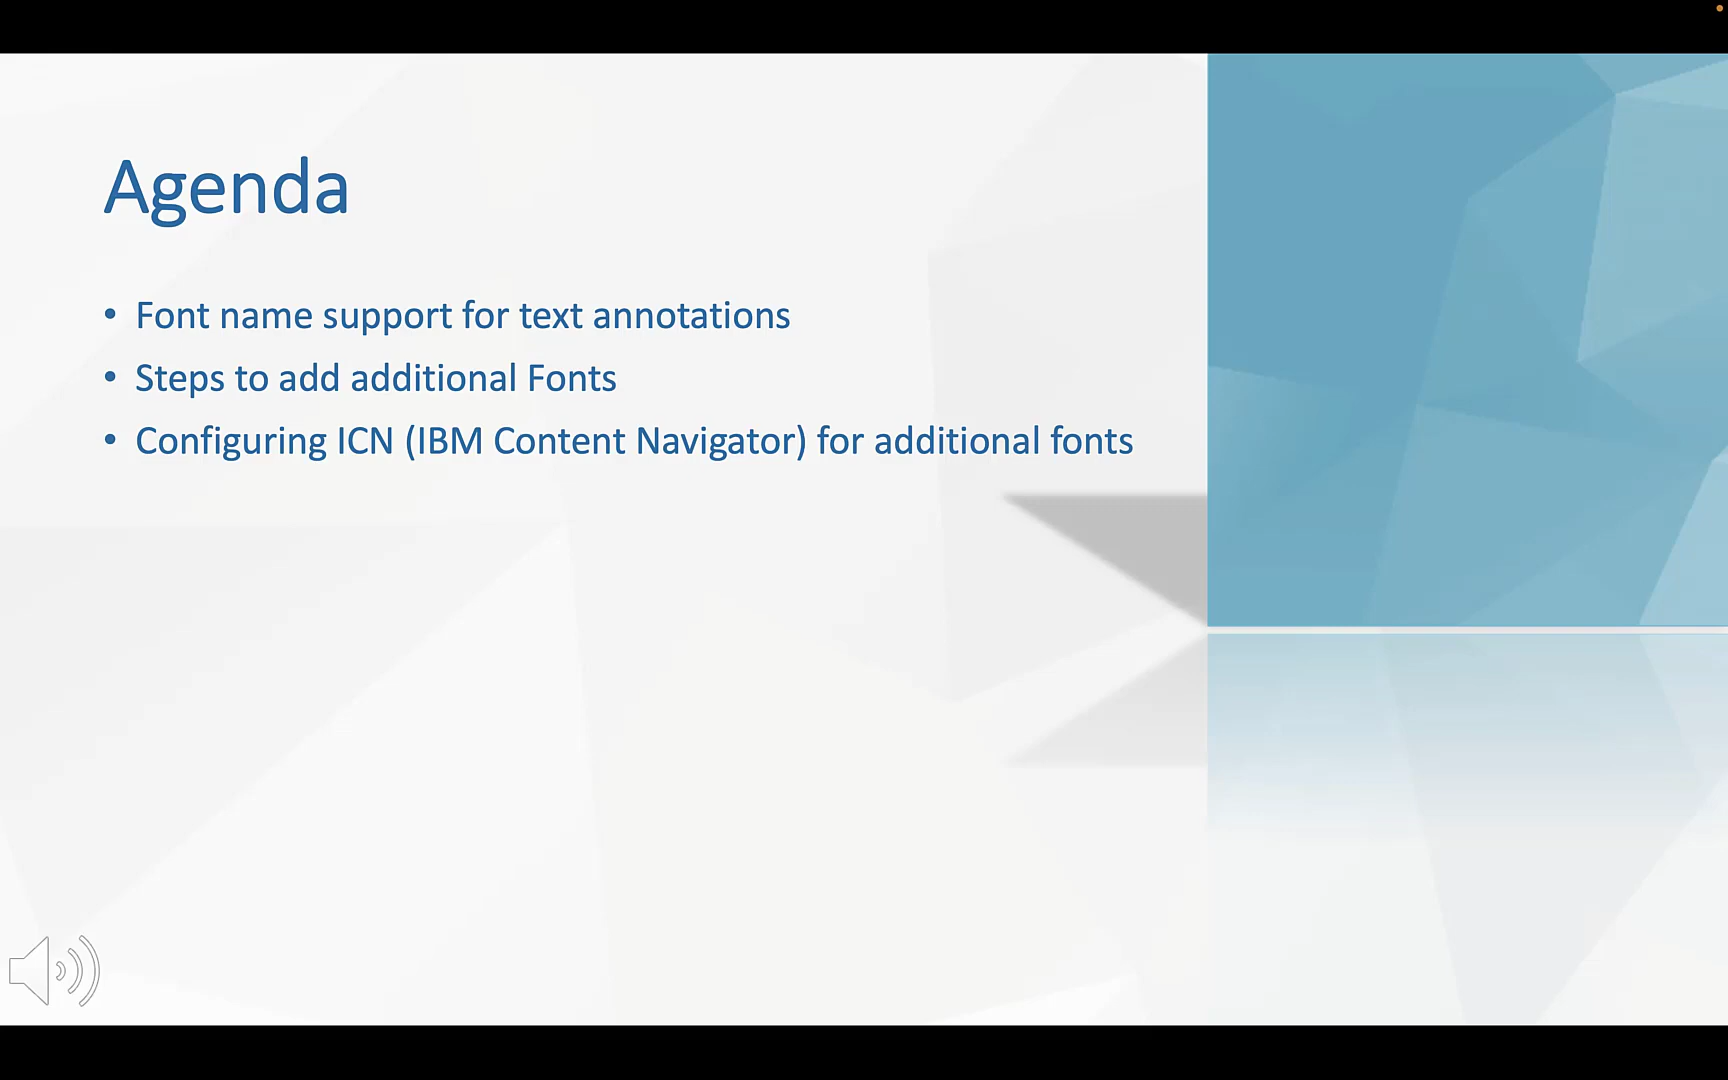 Agenda
• Font name support for text annotations
• Steps to add additional Fonts
• Configuring ICN (IBM Content Navigator) for additional fonts